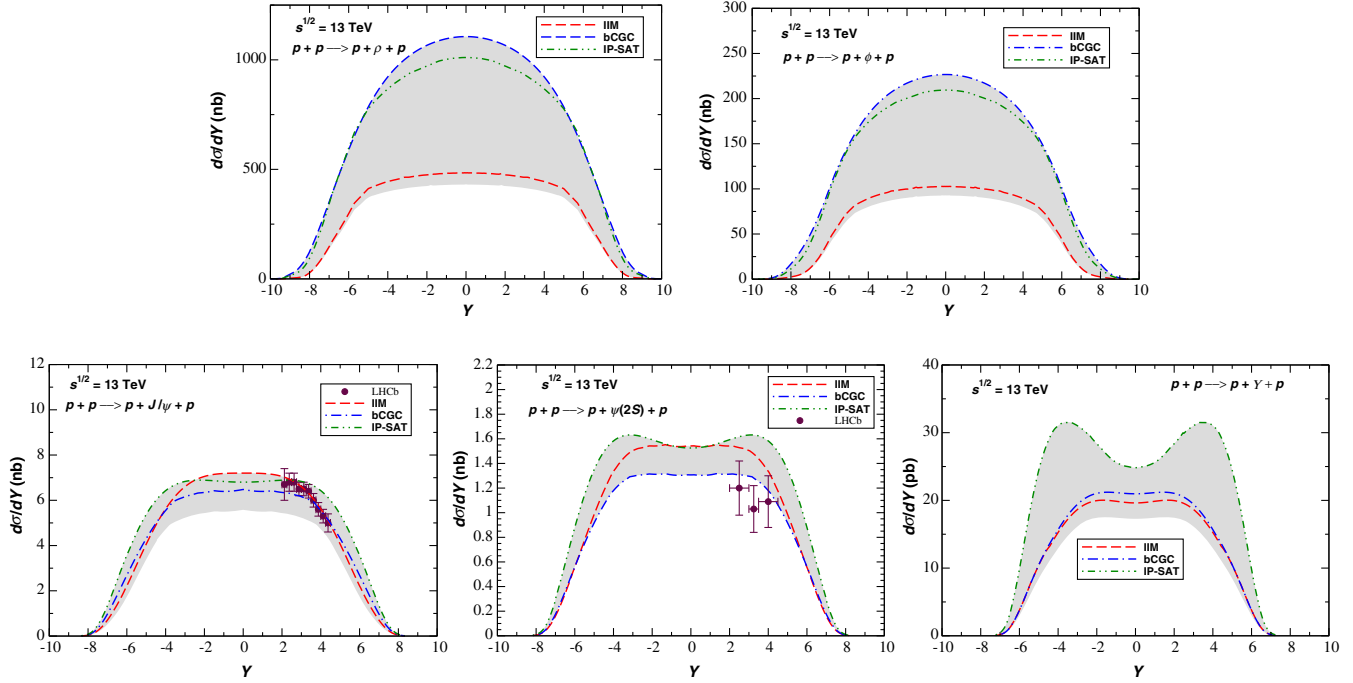 s^{1/2} = 13 TeV
p + p ⟶ p + ρ + p
IIM
bCGC
IP-SAT
dσ/dY (nb)
1000
500
0
-10 -8 -6 -4 -2 0 2 4 6 8 10
Y
s^{1/2} = 13 TeV
p + p ⟶ p + ϕ + p
IIM
bCGC
IP-SAT
dσ/dY (nb)
300
250
200
150
100
50
0
-10 -8 -6 -4 -2 0 2 4 6 8 10
Y
s^{1/2} = 13 TeV
p + p ⟶ p + J/ψ + p
LHCb
IIM
bCGC
IP-SAT
dσ/dY (nb)
12
10
8
6
4
2
0
-10 -8 -6 -4 -2 0 2 4 6 8 10
Y
s^{1/2} = 13 TeV
p + p ⟶ p + ψ(2S) + p
IIM
bCGC
IP-SAT
LHCb
dσ/dY (nb)
2.2
2
1.8
1.6
1.4
1.2
1
0.8
0.6
0.4
0.2
0
-10 -8 -6 -4 -2 0 2 4 6 8 10
Y
s^{1/2} = 13 TeV
p + p ⟶ p + Υ + p
IIM
bCGC
IP-SAT
dσ/dY (pb)
40
30
20
10
0
-10 -8 -6 -4 -2 0 2 4 6 8 10
Y